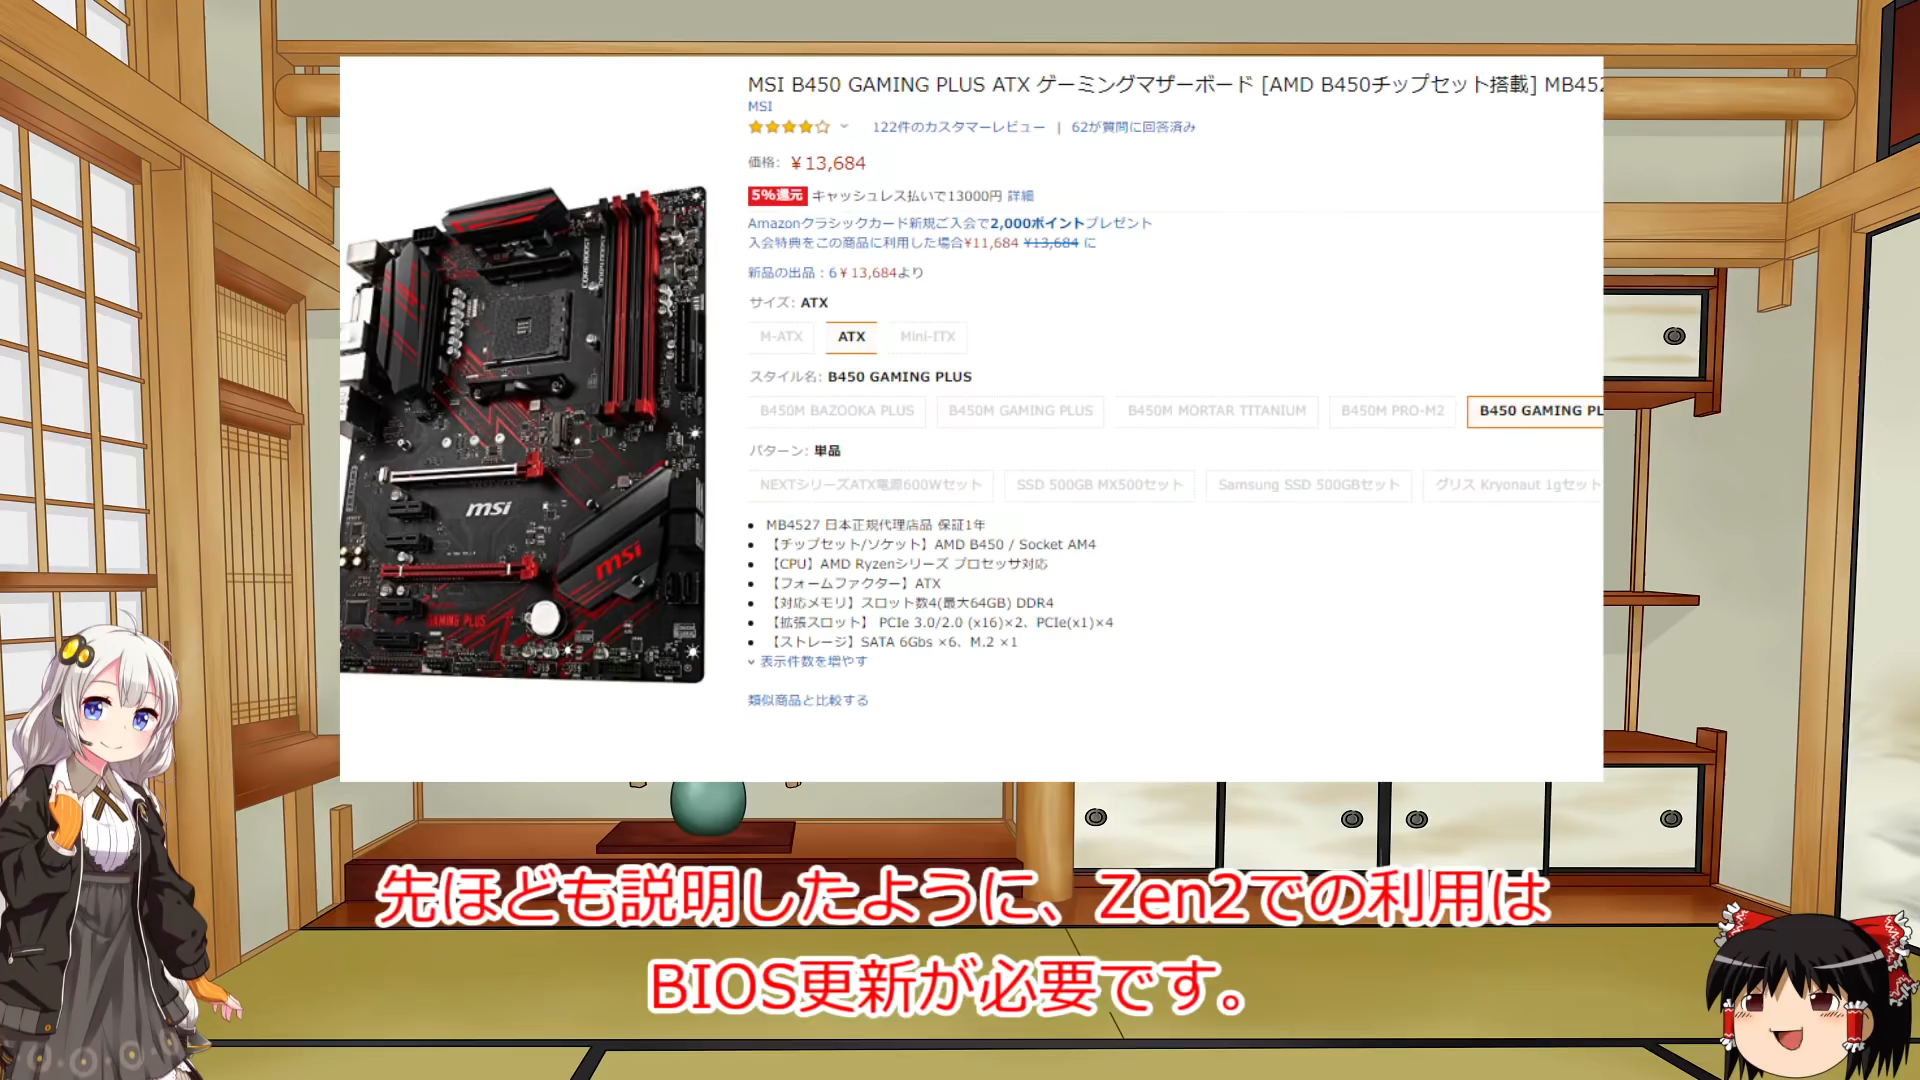 MSI B450 GAMING PLUS ATX ゲーミングマザーボード [AMD B450チップセット搭載] MB452
MSI
122件のカスタマーレビュー | 62が質問に回答済み
価格: ￥13,684
5%還元 キャッシュレス払いで13000円 詳細
Amazonクラシックカード新規ご入会で2,000ポイントプレゼント
入会特典をこの商品に利用した場合¥11,684 ¥13,684 に
新品の出品：6￥13,684より
サイズ: ATX
M-ATX ATX Mini-ITX
スタイル名: B450 GAMING PLUS
B450M BAZOOKA PLUS B450M GAMING PLUS B450M MORTAR TITANIUM B450M PRO-M2 B450 GAMING PL
パターン: 単品
NEXTシリーズATX電源600Wセット SSD 500GB MX500セット Samsung SSD 500GBセット グリス Kryonaut 1gセット
• MB4527 日本正規代理店品 保証1年
• 【チップセット/ソケット】AMD B450 / Socket AM4
• 【CPU】AMD Ryzenシリーズ プロセッサ対応
• 【フォームファクター】ATX
• 【対応メモリ】スロット数4(最大64GB) DDR4
• 【拡張スロット】 PCIe 3.0/2.0 (x16)×2、PCIe(x1)×4
• 【ストレージ】SATA 6Gbs ×6、M.2 ×1
表示件数を増やす
類似商品と比較する
msi
msi
GAMING PLUS
先ほども説明したように、Zen2での利用は
BIOS更新が必要です。